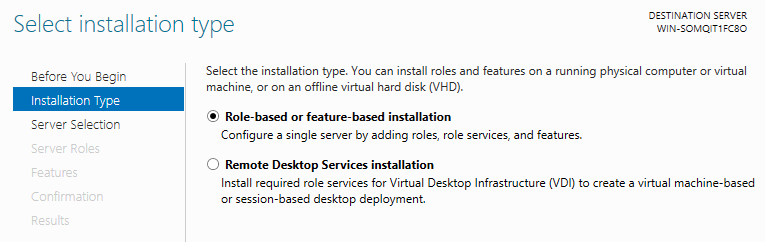 Select installation type
DESTINATION SERVER
WIN-SOMQIT1FC8O
Before You Begin
Installation Type
Server Selection
Server Roles
Features
Confirmation
Results
Select the installation type. You can install roles and features on a running physical computer or virtual
machine, or on an offline virtual hard disk (VHD).
Role-based or feature-based installation
Configure a single server by adding roles, role services, and features.
Remote Desktop Services installation
Install required role services for Virtual Desktop Infrastructure (VDI) to create a virtual machine-based
or session-based desktop deployment.